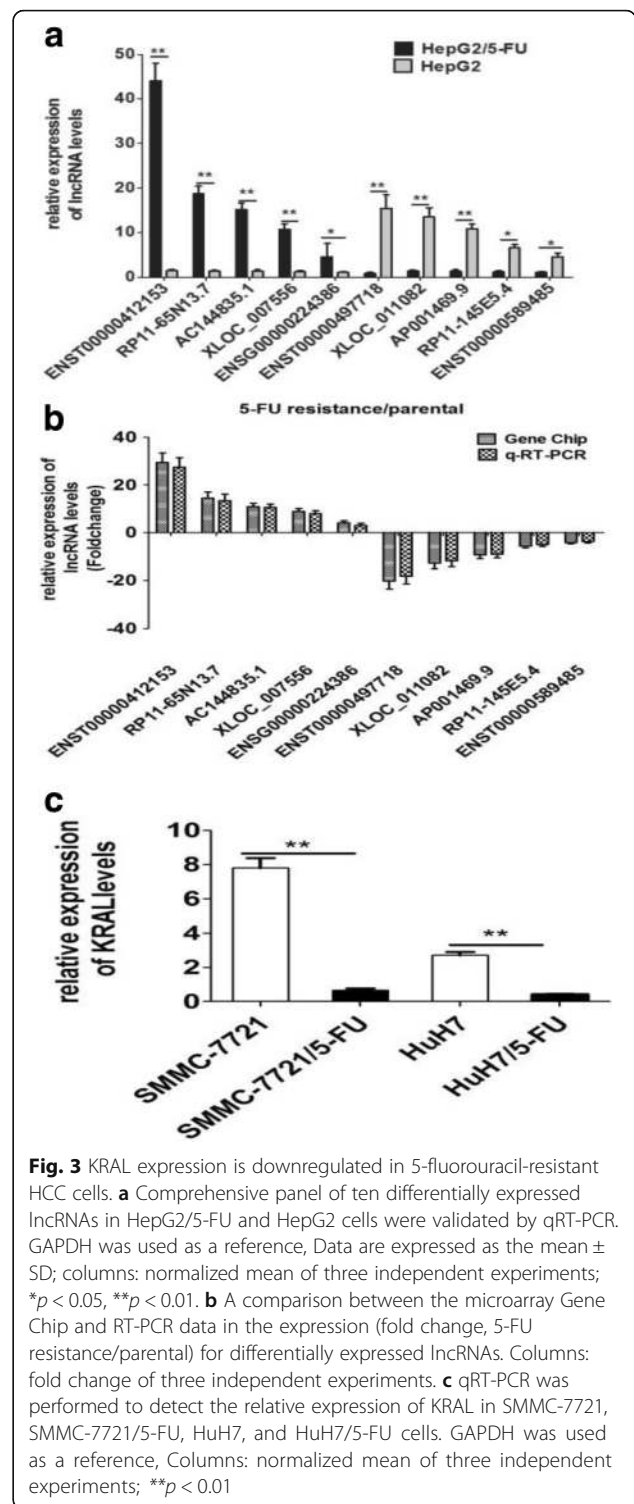 a
HepG2/5-FU
HepG2
relative expression
of lncRNA levels
50
40
30
20
10
0
**
**
**
**
*
**
**
**
*
*
ENST00000412153
RP11-65N13.7
AC144835.1
XLOC_007556
ENSG00000224386
ENST00000497718
XLOC_011082
AP001469.9
RP11-145E5.4
ENST00000589485
b
5-FU resistance/parental
Gene Chip
q-RT-PCR
relative expression of
lncRNA levels
(Foldchange)
40
20
0
-20
-40
ENST00000412153
RP11-65N13.7
AC144835.1
XLOC_007556
ENSG00000224386
ENST00000497718
XLOC_011082
AP001469.9
RP11-145E5.4
ENST00000589485
c
relative expression
of KRALlevels
10
8
6
4
2
0
**
**
SMMC-7721
SMMC-7721/5-FU
HuH7
HuH7/5-FU
Fig. 3 KRAL expression is downregulated in 5-fluorouracil-resistant
HCC cells. a Comprehensive panel of ten differentially expressed
lncRNAs in HepG2/5-FU and HepG2 cells were validated by qRT-PCR.
GAPDH was used as a reference, Data are expressed as the mean ±
SD; columns: normalized mean of three independent experiments;
*p < 0.05, **p < 0.01. b A comparison between the microarray Gene
Chip and RT-PCR data in the expression (fold change, 5-FU
resistance/parental) for differentially expressed lncRNAs. Columns:
fold change of three independent experiments. c qRT-PCR was
performed to detect the relative expression of KRAL in SMMC-7721,
SMMC-7721/5-FU, HuH7, and HuH7/5-FU cells. GAPDH was used
as a reference, Columns: normalized mean of three independent
experiments; **p < 0.01